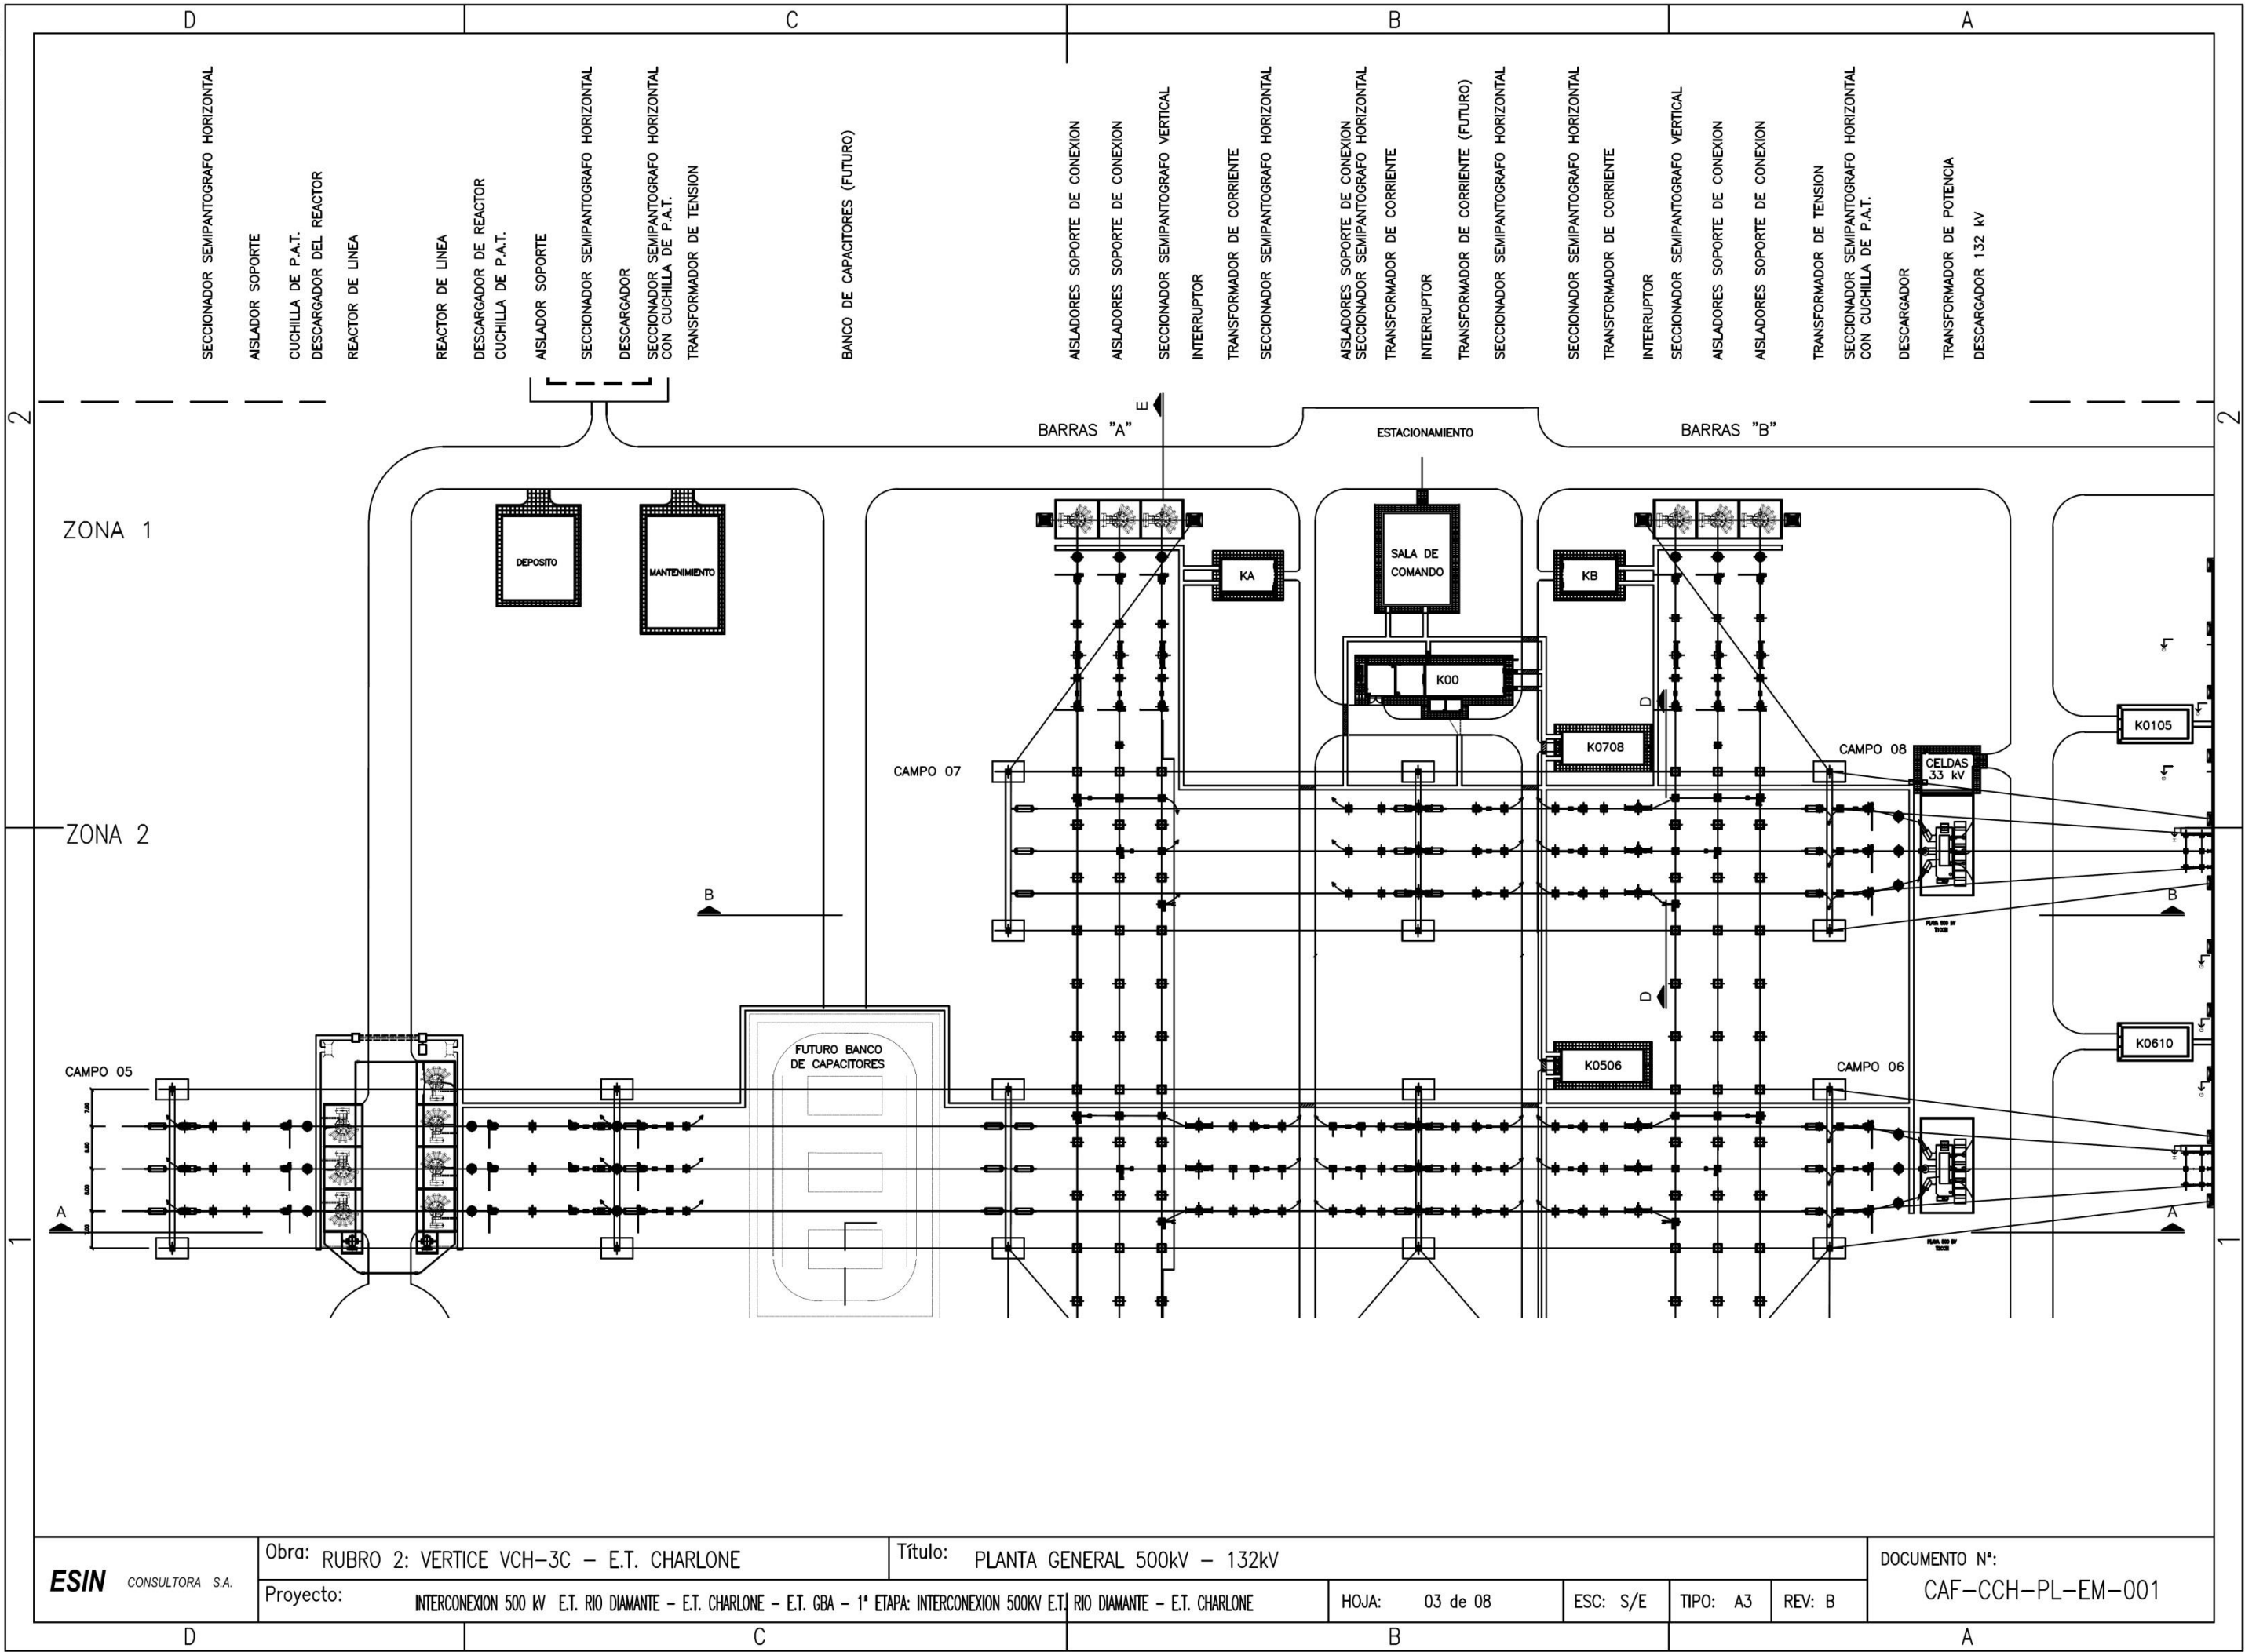 D
C
B
A
SECCIONADOR SEMIPANTOGRAFO HORIZONTAL
AISLADOR SOPORTE
CUCHILLA DE P.A.T.
DESCARGADOR DEL REACTOR
REACTOR DE LINEA
REACTOR DE LINEA
DESCARGADOR DE REACTOR
CUCHILLA DE P.A.T.
AISLADOR SOPORTE
SECCIONADOR SEMIPANTOGRAFO HORIZONTAL
DESCARGADOR
SECCIONADOR SEMIPANTOGRAFO HORIZONTAL
CON CUCHILLA DE P.A.T.
TRANSFORMADOR DE TENSION
BANCO DE CAPACITORES (FUTURO)
AISLADORES SOPORTE DE CONEXION
AISLADORES SOPORTE DE CONEXION
SECCIONADOR SEMIPANTOGRAFO VERTICAL
INTERRUPTOR
TRANSFORMADOR DE CORRIENTE
SECCIONADOR SEMIPANTOGRAFO HORIZONTAL
AISLADORES SOPORTE DE CONEXION
SECCIONADOR SEMIPANTOGRAFO HORIZONTAL
TRANSFORMADOR DE CORRIENTE
INTERRUPTOR
TRANSFORMADOR DE CORRIENTE (FUTURO)
SECCIONADOR SEMIPANTOGRAFO HORIZONTAL
SECCIONADOR SEMIPANTOGRAFO HORIZONTAL
TRANSFORMADOR DE CORRIENTE
INTERRUPTOR
SECCIONADOR SEMIPANTOGRAFO VERTICAL
AISLADORES SOPORTE DE CONEXION
AISLADORES SOPORTE DE CONEXION
TRANSFORMADOR DE TENSION
SECCIONADOR SEMIPANTOGRAFO HORIZONTAL
CON CUCHILLA DE P.A.T.
DESCARGADOR
TRANSFORMADOR DE POTENCIA
DESCARGADOR 132 kV
2
2
E
BARRAS "A"
ESTACIONAMIENTO
BARRAS "B"
ZONA 1
DEPOSITO
MANTENIMIENTO
KA
SALA DE
COMANDO
KB
K00
D
K0708
K0105
CAMPO 07
CAMPO 08
CELDAS
33 kV
ZONA 2
B
B
D
FUTURO BANCO
DE CAPACITORES
K0506
K0610
CAMPO 05
CAMPO 06
7.00
A
A
1
1
ESIN CONSULTORA S.A.
Obra: RUBRO 2: VERTICE VCH-3C - E.T. CHARLONE
Título: PLANTA GENERAL 500kV - 132kV
DOCUMENTO Nº:
CAF-CCH-PL-EM-001
Proyecto: INTERCONEXION 500 kV E.T. RIO DIAMANTE - E.T. CHARLONE - E.T. GBA - 1ª ETAPA: INTERCONEXION 500KV E.T. RIO DIAMANTE - E.T. CHARLONE
HOJA: 03 de 08
ESC: S/E
TIPO: A3
REV: B
D
C
B
A